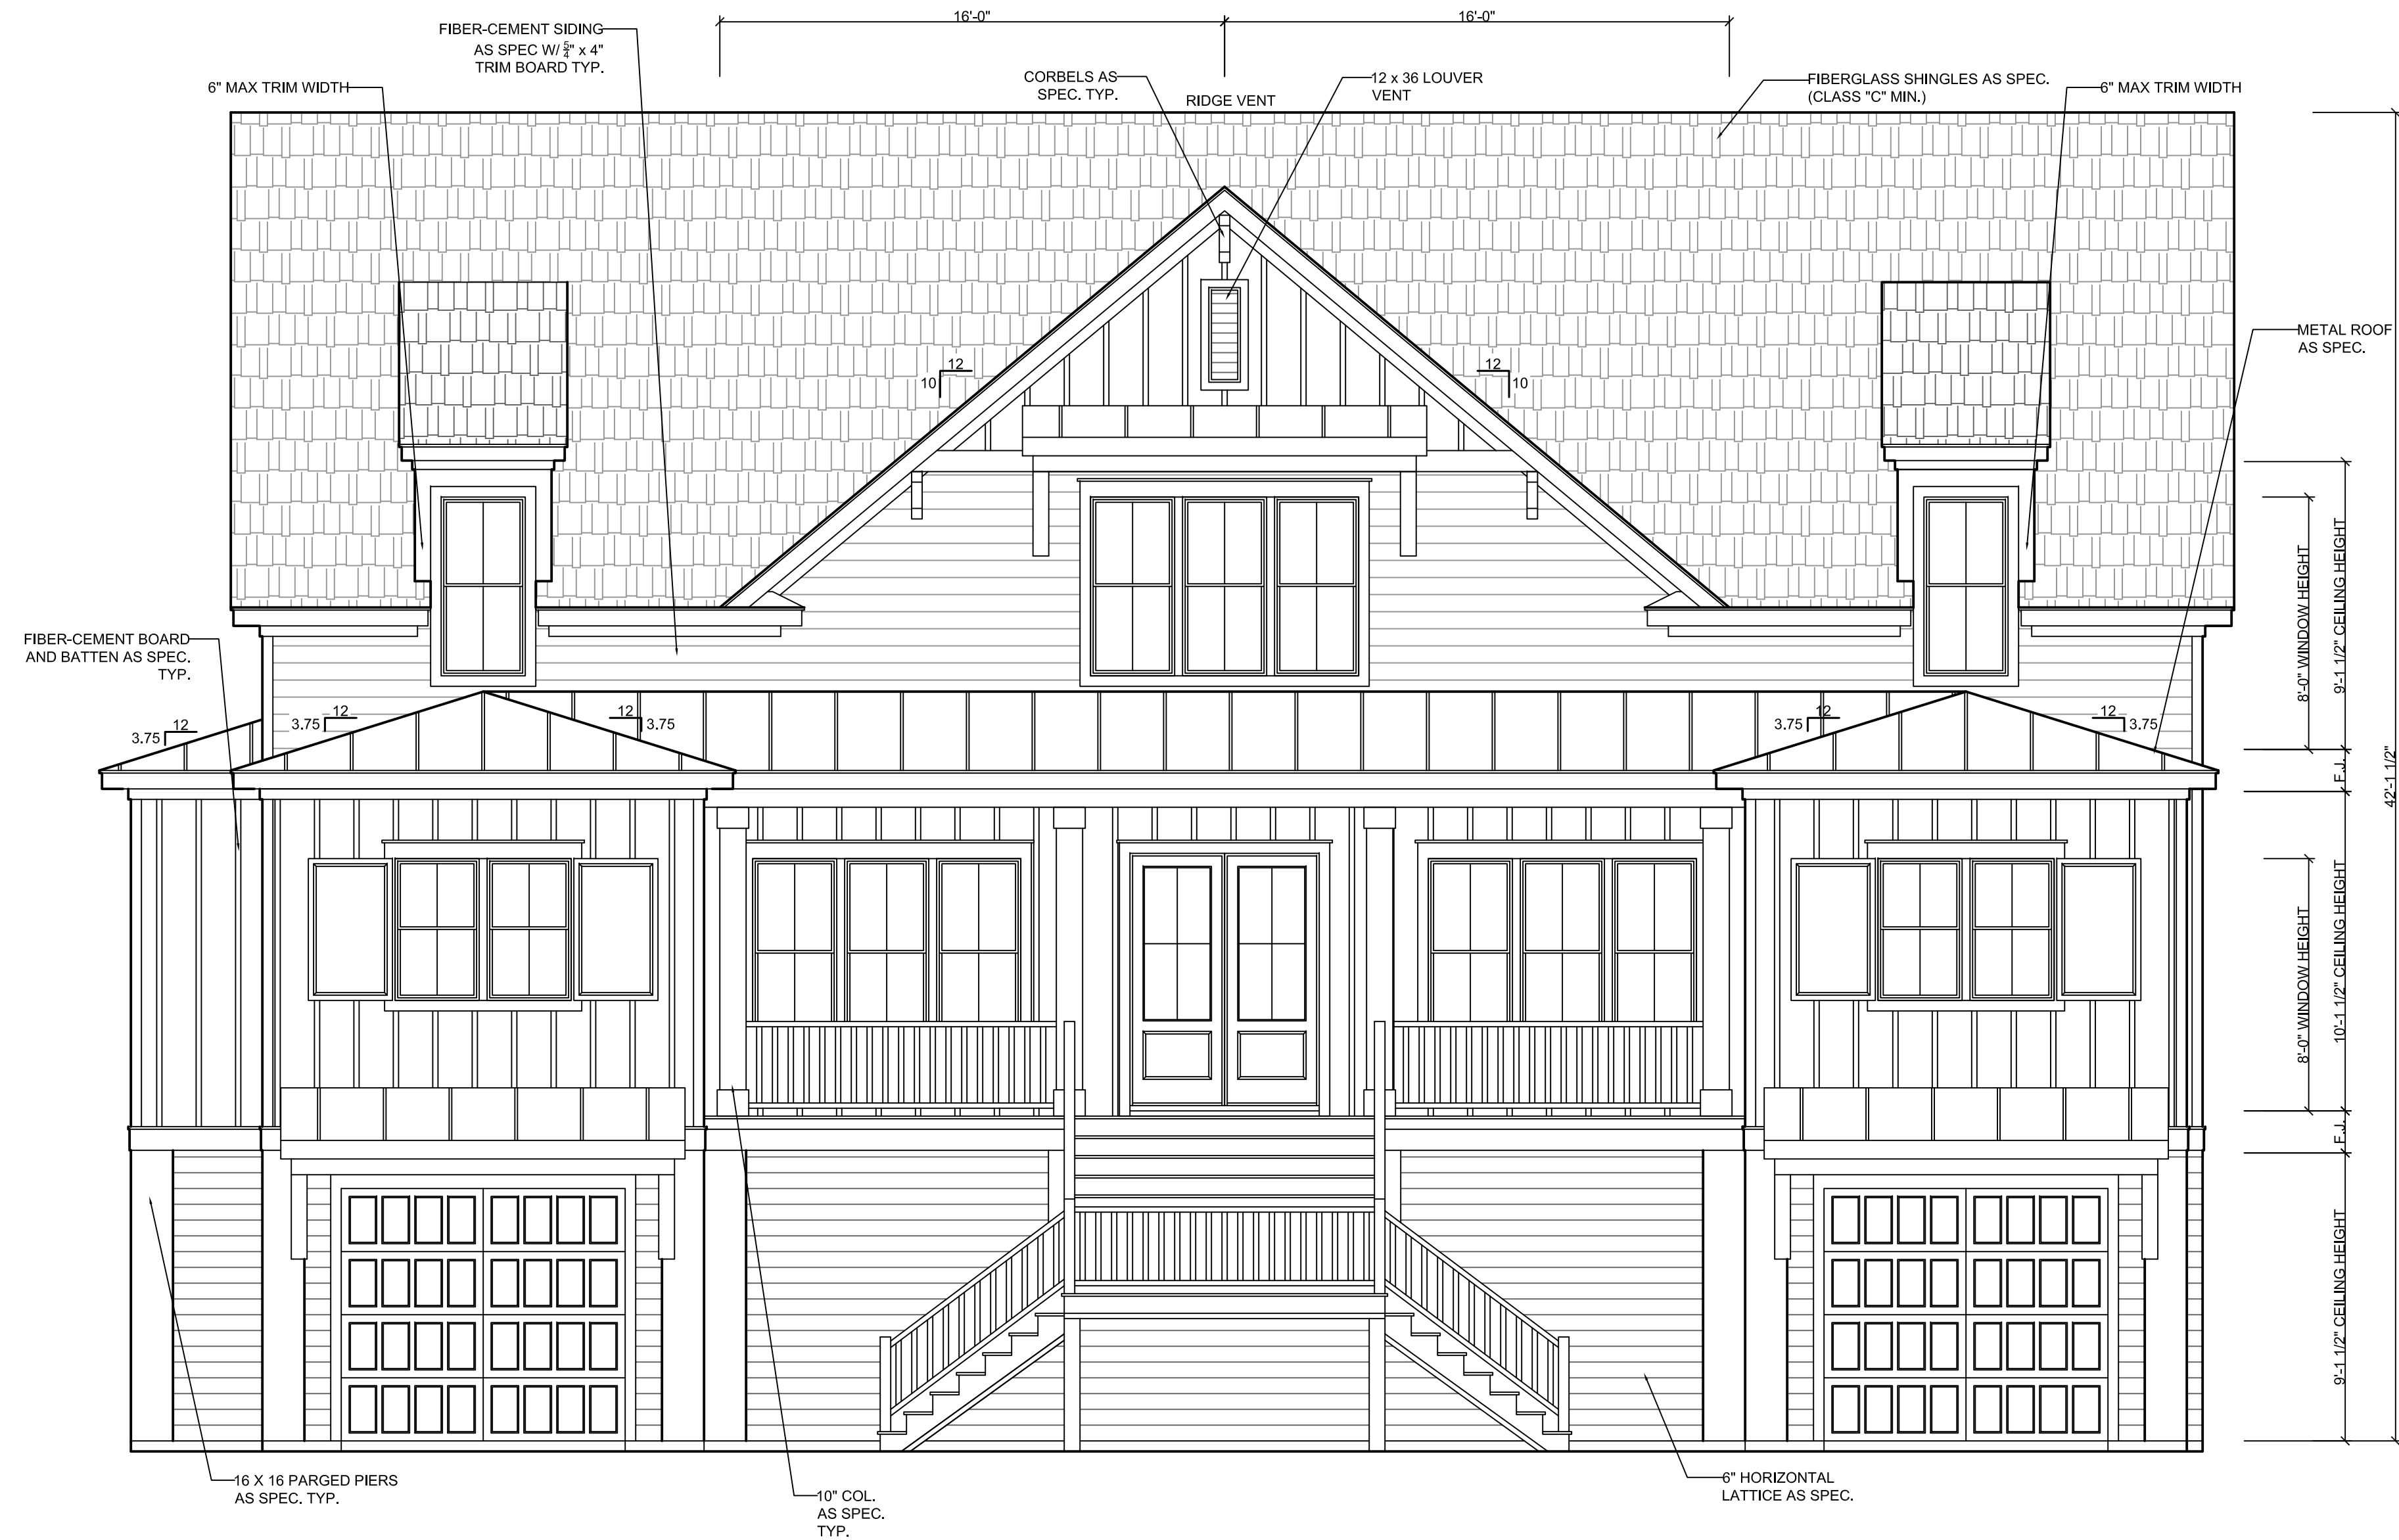 16'-0"
16'-0"
FIBER-CEMENT SIDING
AS SPEC W/ 5/4" x 4"
TRIM BOARD TYP.
6" MAX TRIM WIDTH
CORBELS AS
SPEC. TYP.
RIDGE VENT
12 x 36 LOUVER
VENT
FIBERGLASS SHINGLES AS SPEC.
(CLASS "C" MIN.)
6" MAX TRIM WIDTH
METAL ROOF
AS SPEC.
12
10
12
10
FIBER-CEMENT BOARD
AND BATTEN AS SPEC.
TYP.
12
3.75
12
3.75
12
3.75
12
3.75
12
3.75
8'-0" WINDOW HEIGHT
9'-1 1/2" CEILING HEIGHT
F.J.
42'-1 1/2"
8'-0" WINDOW HEIGHT
10'-1 1/2" CEILING HEIGHT
F.J.
9'-1 1/2" CEILING HEIGHT
16 X 16 PARGED PIERS
AS SPEC. TYP.
10" COL.
AS SPEC.
TYP.
6" HORIZONTAL
LATTICE AS SPEC.